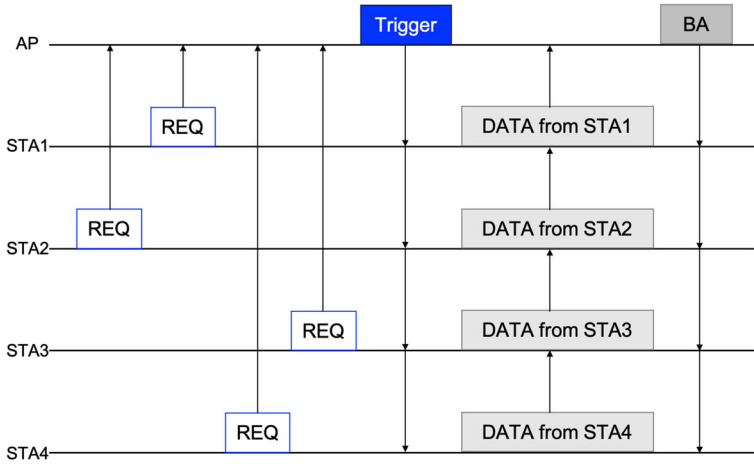 Trigger
BA
AP
REQ
DATA from STA1
STA1
REQ
DATA from STA2
STA2
REQ
DATA from STA3
STA3
REQ
DATA from STA4
STA4